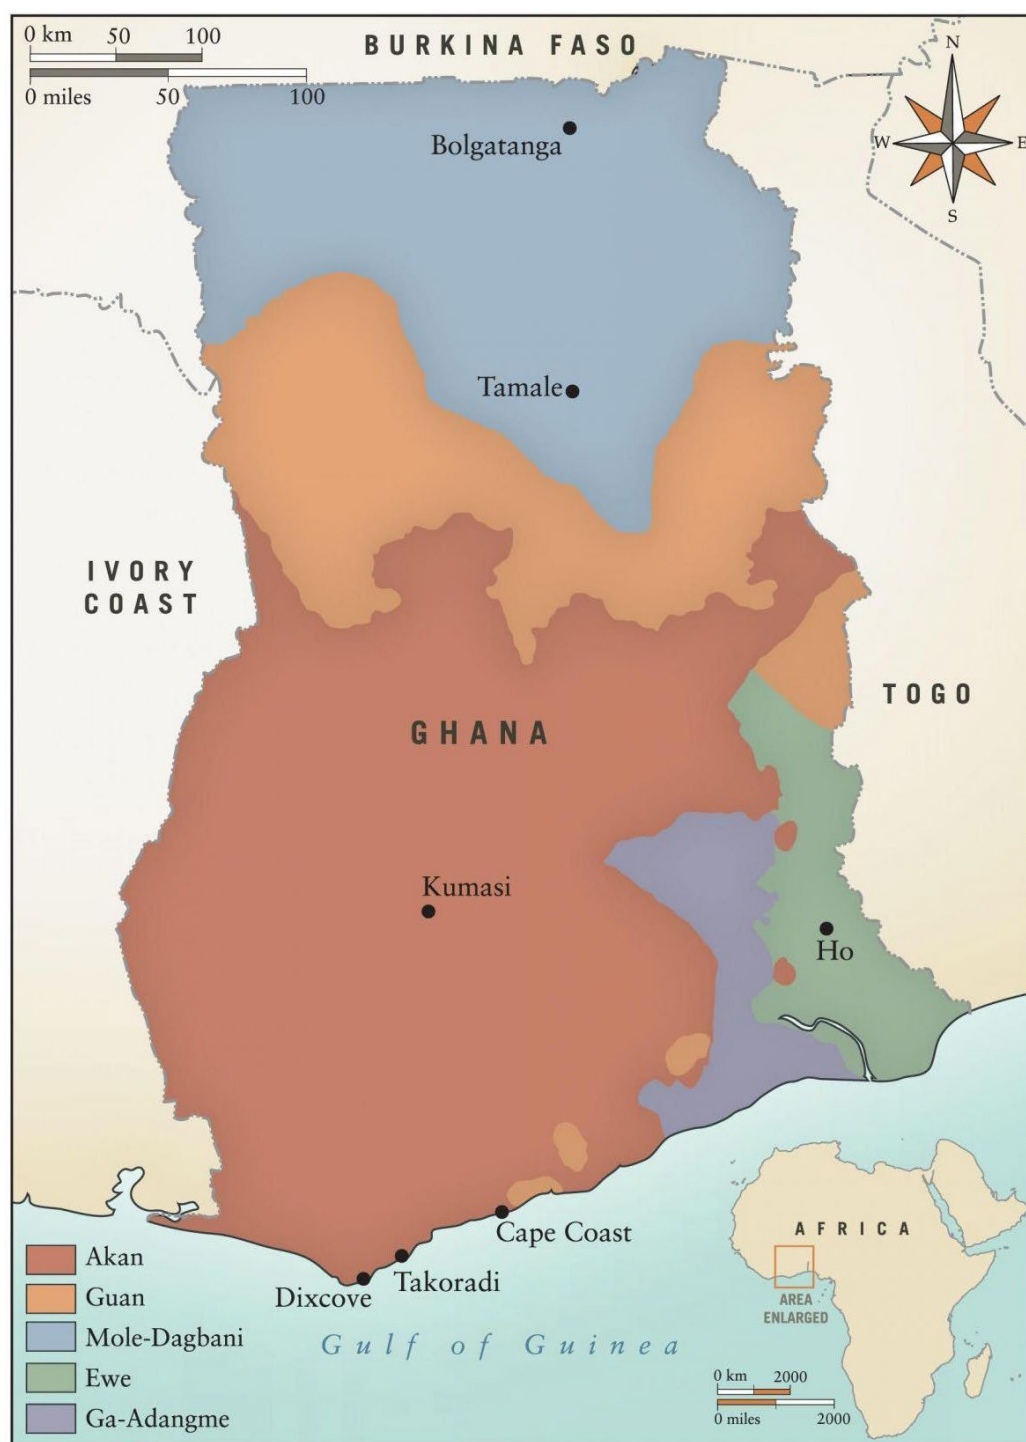 0 km 50 100
0 miles 50 100
BURKINA FASO
N
W E
S
Bolgatanga
Tamale
IVORY
COAST
TOGO
GHANA
Kumasi
Ho
Cape Coast
Takoradi
Dixcove
Gulf of Guinea
Akan
Guan
Mole-Dagbani
Ewe
Ga-Adangme
AFRICA
AREA
ENLARGED
0 km 2000
0 miles 2000